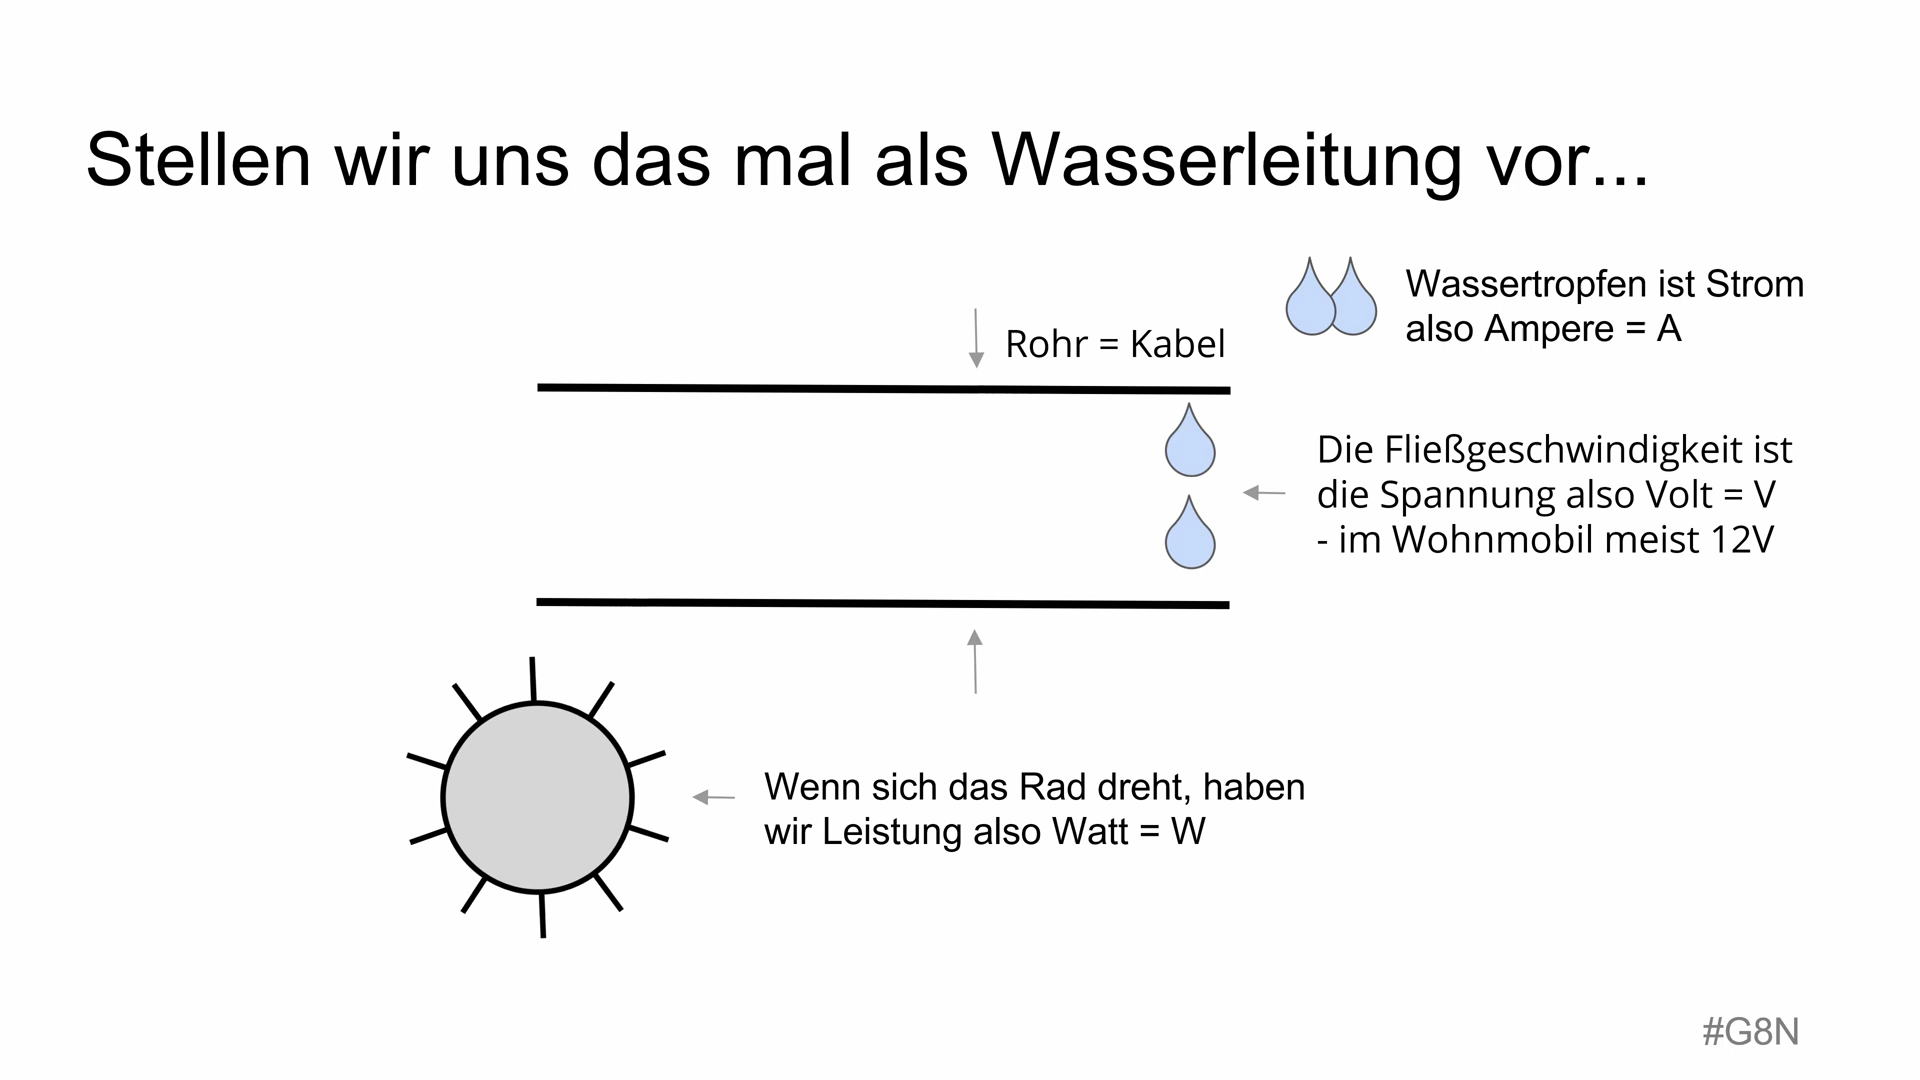 Stellen wir uns das mal als Wasserleitung vor...
Wassertropfen ist Strom
also Ampere = A
Rohr = Kabel
Die Fließgeschwindigkeit ist
die Spannung also Volt = V
- im Wohnmobil meist 12V
Wenn sich das Rad dreht, haben
wir Leistung also Watt = W
#G8N